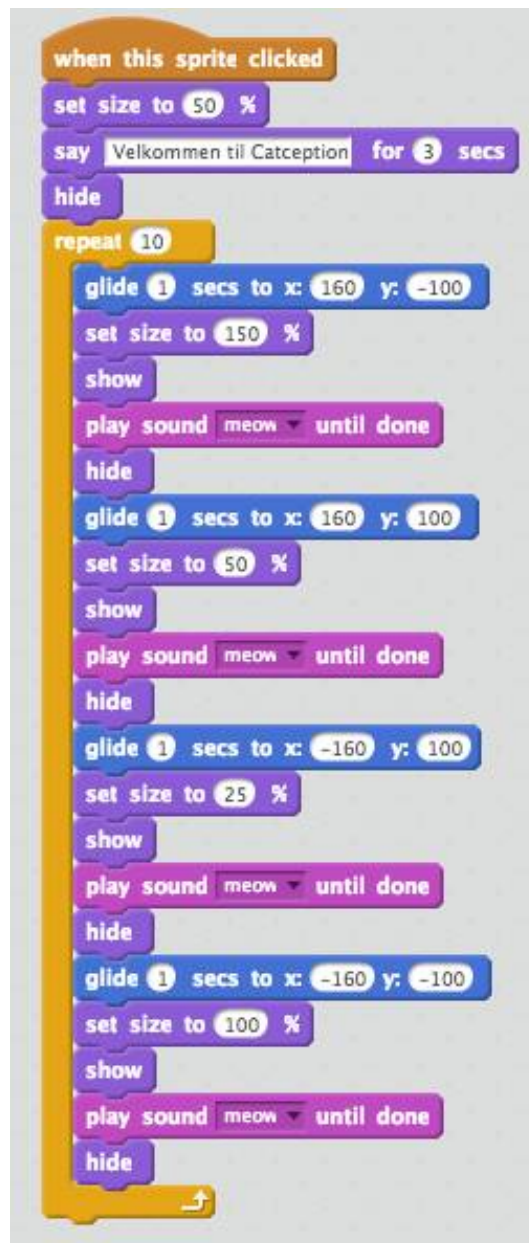 when this sprite clicked
set size to 50 %
say Velkommen til Catception for 3 secs
hide
repeat 10
glide 1 secs to x: 160 y: -100
set size to 150 %
show
play sound meow until done
hide
glide 1 secs to x: 160 y: 100
set size to 50 %
show
play sound meow until done
hide
glide 1 secs to x: -160 y: 100
set size to 25 %
show
play sound meow until done
hide
glide 1 secs to x: -160 y: -100
set size to 100 %
show
play sound meow until done
hide